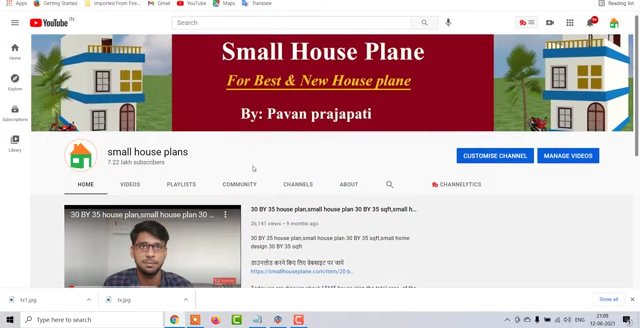 Apps
Getting Started
Imported From Fire...
Gmail
YouTube
Maps
Translate
Reading list
YouTube IN
Search
Small House Plane
For Best & New House plane
By: Pavan prajapati
small house plans
7.22 lakh subscribers
CUSTOMISE CHANNEL
MANAGE VIDEOS
Home
Explore
Subscriptions
Library
HOME
VIDEOS
PLAYLISTS
COMMUNITY
CHANNELS
ABOUT
CHANNELYTICS
30 BY 35 house plan,small house plan 30 ...
30 BY 35 house plan,small house plan 30 BY 35 sqft,small h...
26,141 views • 9 months ago
30 BY 35 house plan,small house plan 30 BY 35 sqft,small home
design 30 BY 35 sqft
डाउनलोड करने किए लिए वेबसाइट पर जाये
https://smallhouseplane.com/item/20-b...
tx1.jpg
tx.jpg
Show all
Type here to search
ENG
21:09
12-06-2021